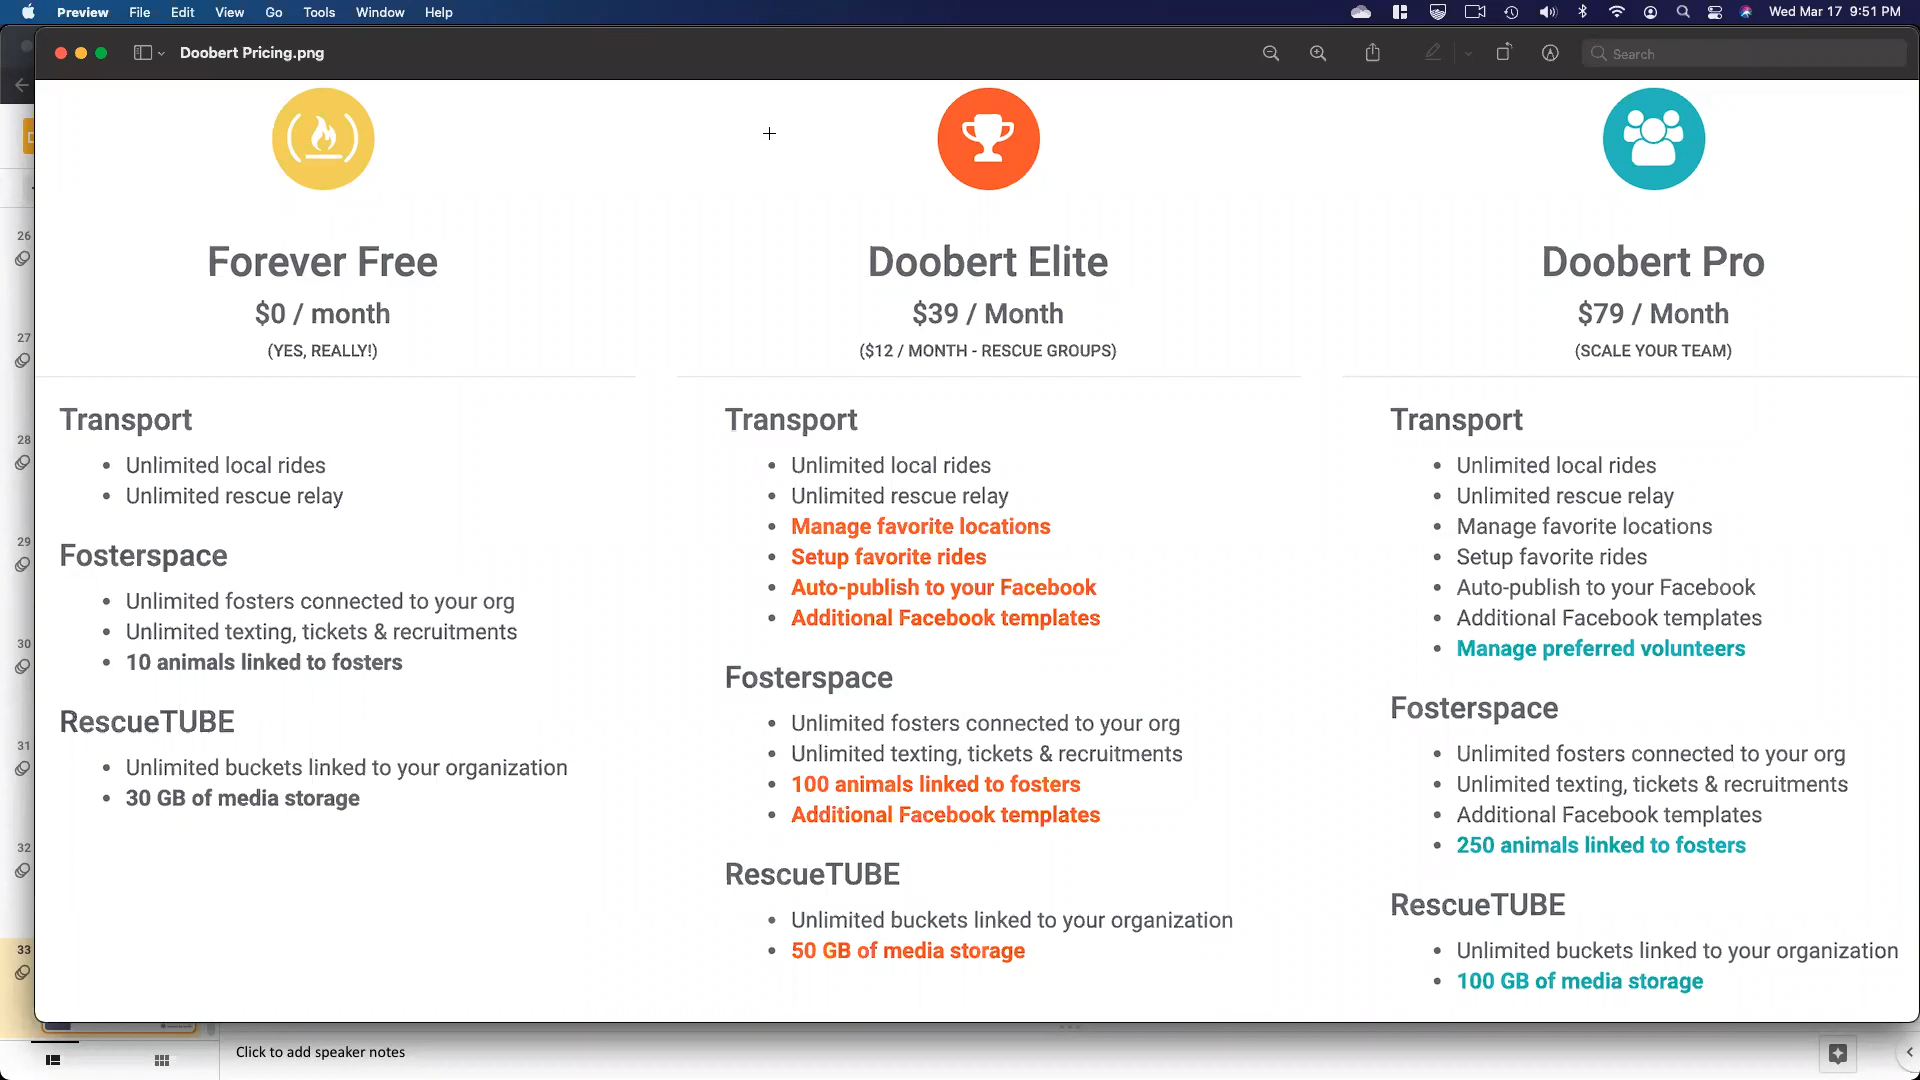 Preview File Edit View Go Tools Window Help
Wed Mar 17 9:51 PM
Doobert Pricing.png
Search
26
27
28
29
30
31
32
33
Forever Free
$0 / month
(YES, REALLY!)
Transport
Unlimited local rides
Unlimited rescue relay
Fosterspace
Unlimited fosters connected to your org
Unlimited texting, tickets & recruitments
10 animals linked to fosters
RescueTUBE
Unlimited buckets linked to your organization
30 GB of media storage
Doobert Elite
$39 / Month
($12 / MONTH - RESCUE GROUPS)
Transport
Unlimited local rides
Unlimited rescue relay
Manage favorite locations
Setup favorite rides
Auto-publish to your Facebook
Additional Facebook templates
Fosterspace
Unlimited fosters connected to your org
Unlimited texting, tickets & recruitments
100 animals linked to fosters
Additional Facebook templates
RescueTUBE
Unlimited buckets linked to your organization
50 GB of media storage
Doobert Pro
$79 / Month
(SCALE YOUR TEAM)
Transport
Unlimited local rides
Unlimited rescue relay
Manage favorite locations
Setup favorite rides
Auto-publish to your Facebook
Additional Facebook templates
Manage preferred volunteers
Fosterspace
Unlimited fosters connected to your org
Unlimited texting, tickets & recruitments
Additional Facebook templates
250 animals linked to fosters
RescueTUBE
Unlimited buckets linked to your organization
100 GB of media storage
Click to add speaker notes